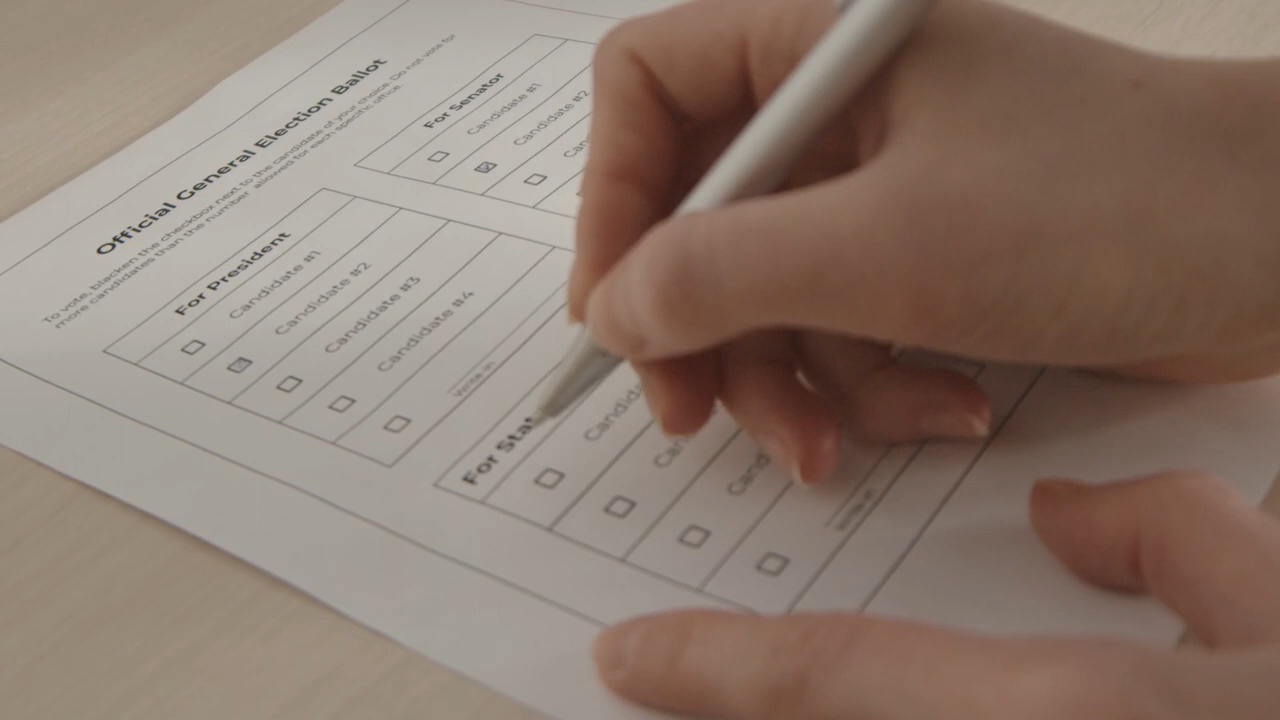 Official General Election Ballot
To vote, blacken the checkbox next to the candidate of your choice. Do not vote for
more candidates than the number allowed for each specific office.
For President
Candidate #1
Candidate #2
Candidate #3
Candidate #4
Write in
For Senator
Candidate #1
Candidate #2
For